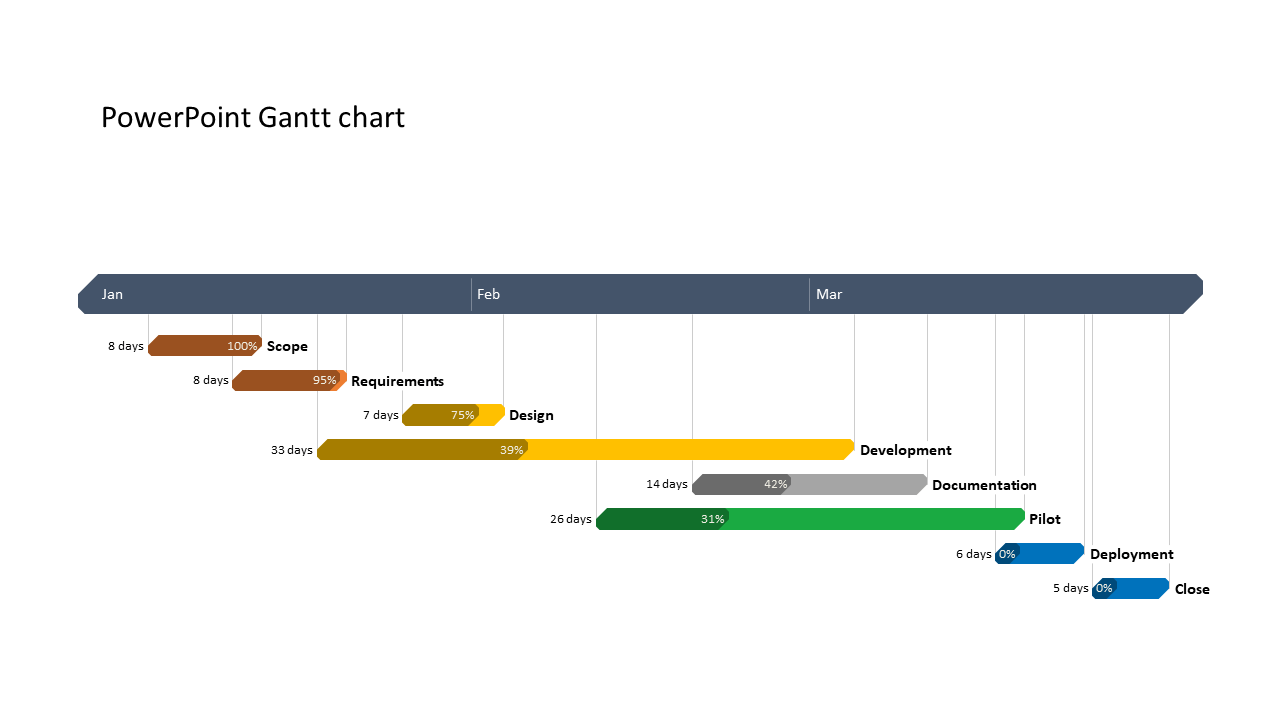 PowerPoint Gantt chart
Jan Feb Mar
8 days 100% Scope
8 days 95% Requirements
7 days 75% Design
33 days 39% Development
14 days 42% Documentation
26 days 31% Pilot
6 days 0% Deployment
5 days 0% Close